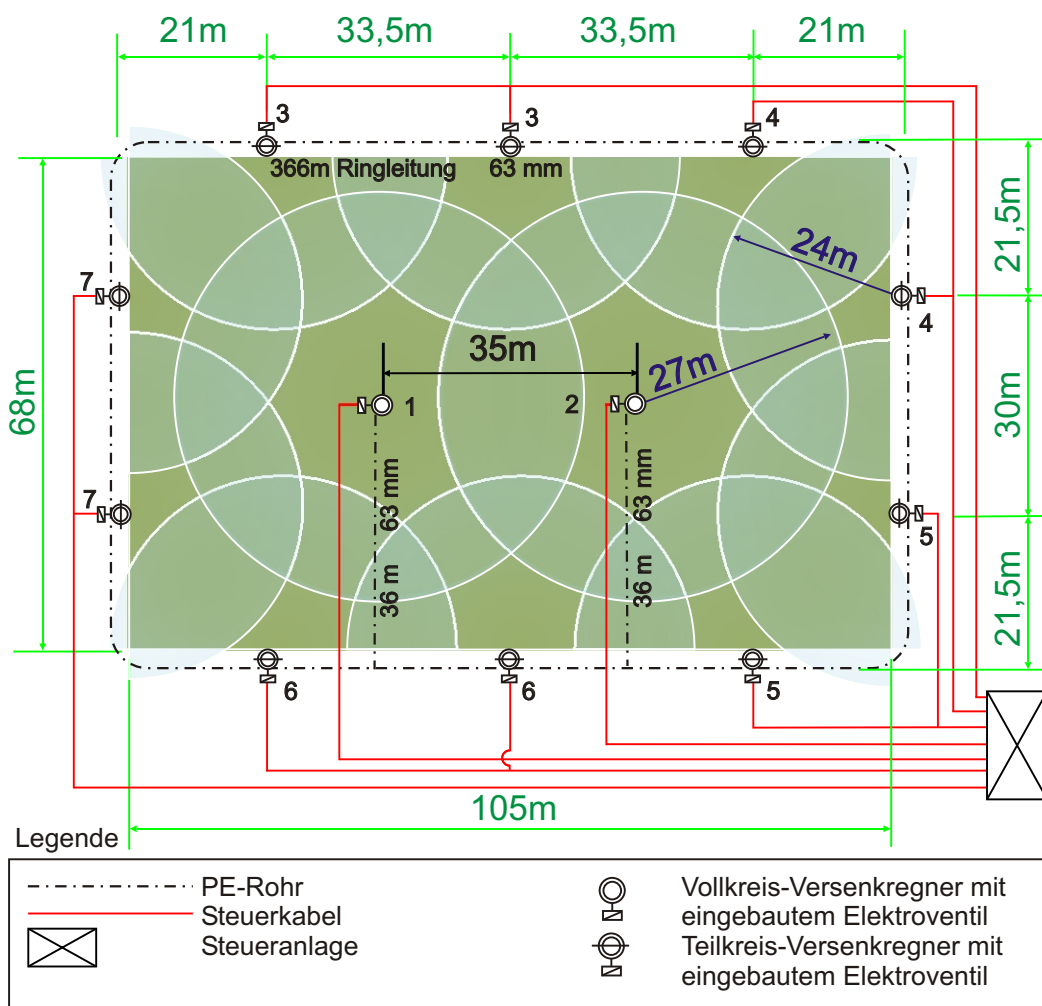 21m 33,5m 33,5m 21m
3 3 4
366m Ringleitung 63 mm
21,5m
24m
7 4
35m
27m
30m
68m
1 2
63 mm 63 mm
7 5
36 m 36 m
21,5m
6 6 5
105m
Legende
PE-Rohr
Steuerkabel
Steueranlage
Vollkreis-Versenkregner mit
eingebautem Elektroventil
Teilkreis-Versenkregner mit
eingebautem Elektroventil